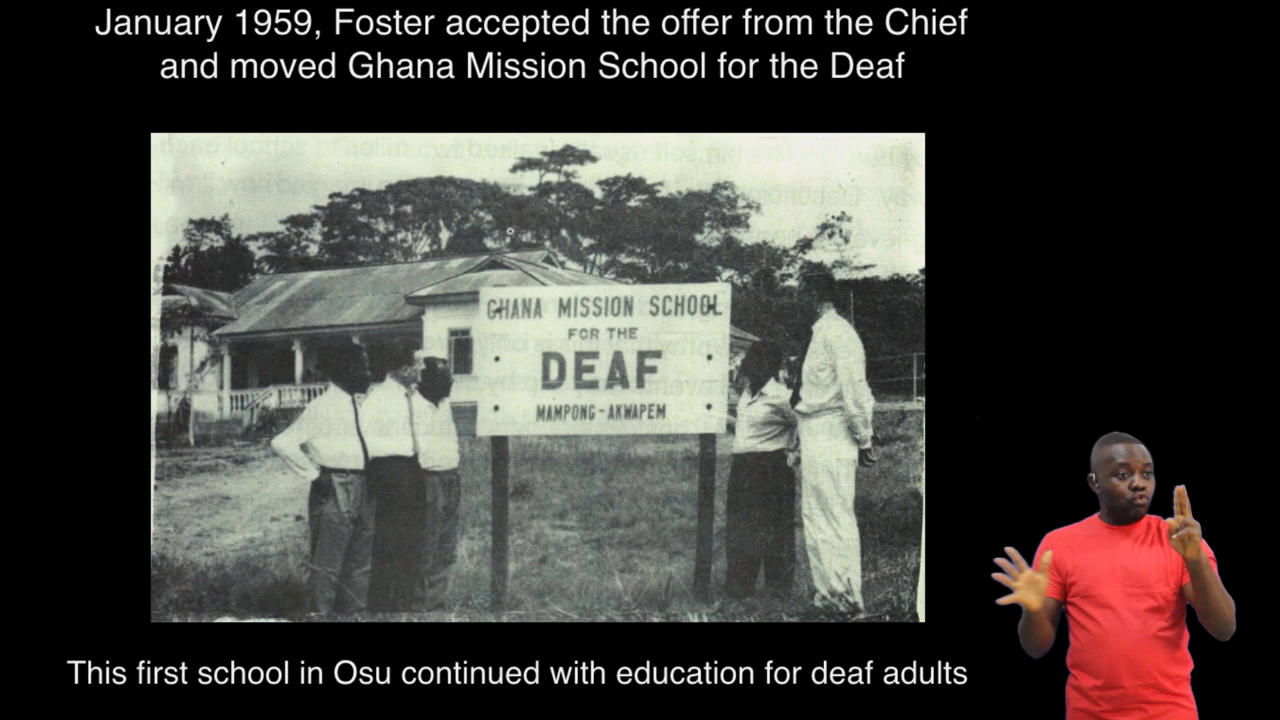 January 1959, Foster accepted the offer from the Chief
and moved Ghana Mission School for the Deaf
GHANA MISSION SCHOOL
FOR THE
DEAF
MAMPONG - AKWAPEM
This first school in Osu continued with education for deaf adults